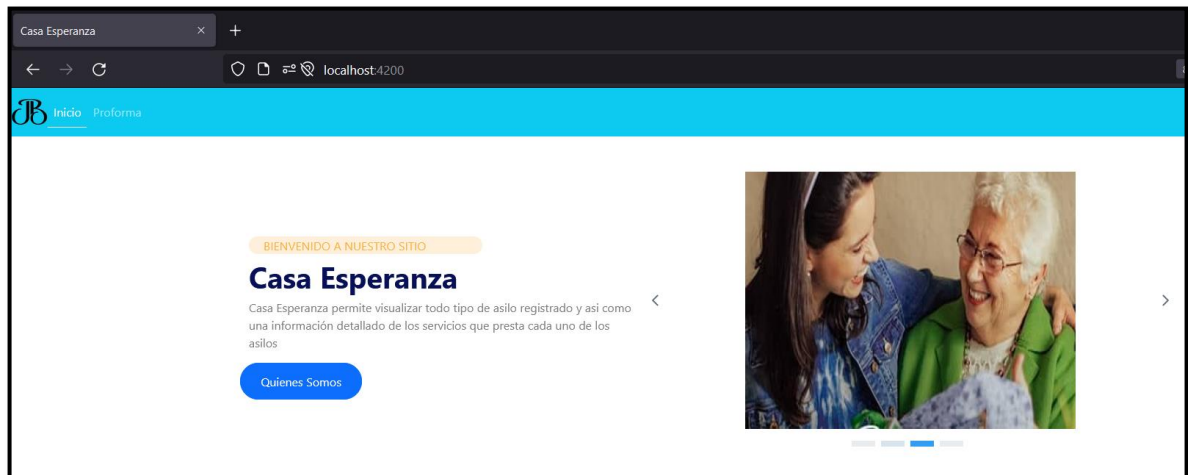 Casa Esperanza
localhost:4200
JB Inicio Proforma
BIENVENIDO A NUESTRO SITIO
Casa Esperanza
Casa Esperanza permite visualizar todo tipo de asilo registrado y asi como
una información detallado de los servicios que presta cada uno de los
asilos
Quienes Somos